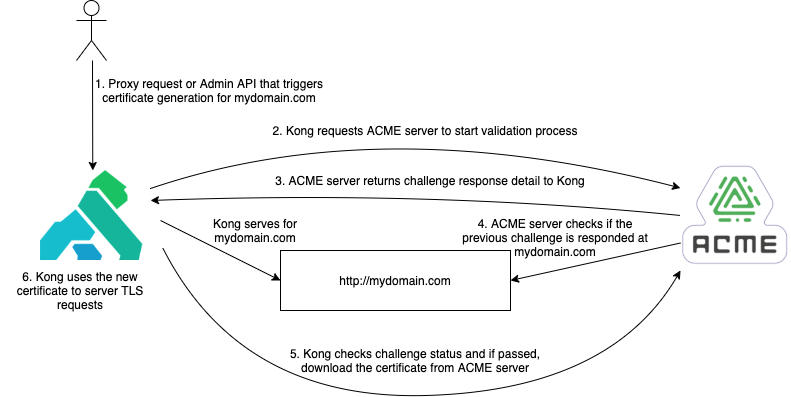 1. Proxy request or Admin API that triggers
certificate generation for mydomain.com
2. Kong requests ACME server to start validation process
3. ACME server returns challenge response detail to Kong
Kong serves for
mydomain.com
4. ACME server checks if the
previous challenge is responded at
mydomain.com
ACME
http://mydomain.com
6. Kong uses the new
certificate to server TLS
requests
5. Kong checks challenge status and if passed,
download the certificate from ACME server